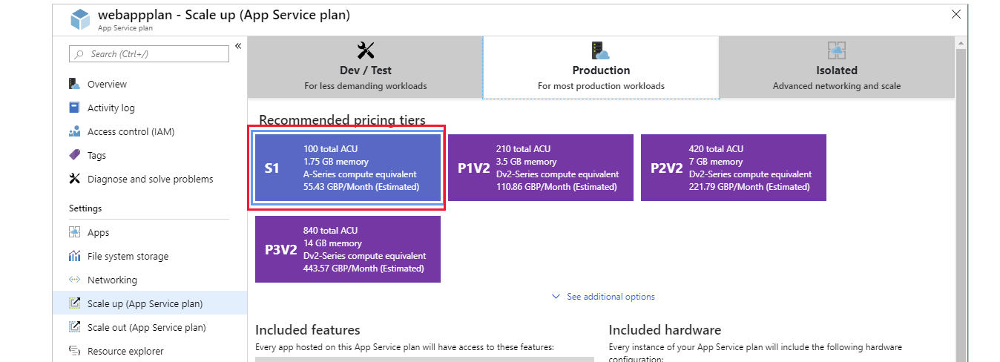 webappplan - Scale up (App Service plan)
App Service plan
Search (Ctrl+/)
Overview
Activity log
Access control (IAM)
Tags
Diagnose and solve problems
Settings
Apps
File system storage
Networking
Scale up (App Service plan)
Scale out (App Service plan)
Resource explorer
Dev / Test
For less demanding workloads
Production
For most production workloads
Isolated
Advanced networking and scale
Recommended pricing tiers
S1
100 total ACU
1.75 GB memory
A-Series compute equivalent
55.43 GBP/Month (Estimated)
P1V2
210 total ACU
3.5 GB memory
Dv2-Series compute equivalent
110.86 GBP/Month (Estimated)
P2V2
420 total ACU
7 GB memory
Dv2-Series compute equivalent
221.79 GBP/Month (Estimated)
P3V2
840 total ACU
14 GB memory
Dv2-Series compute equivalent
443.57 GBP/Month (Estimated)
See additional options
Included features
Every app hosted on this App Service plan will have access to these features:
Included hardware
Every instance of your App Service plan will include the following hardware
configuration: